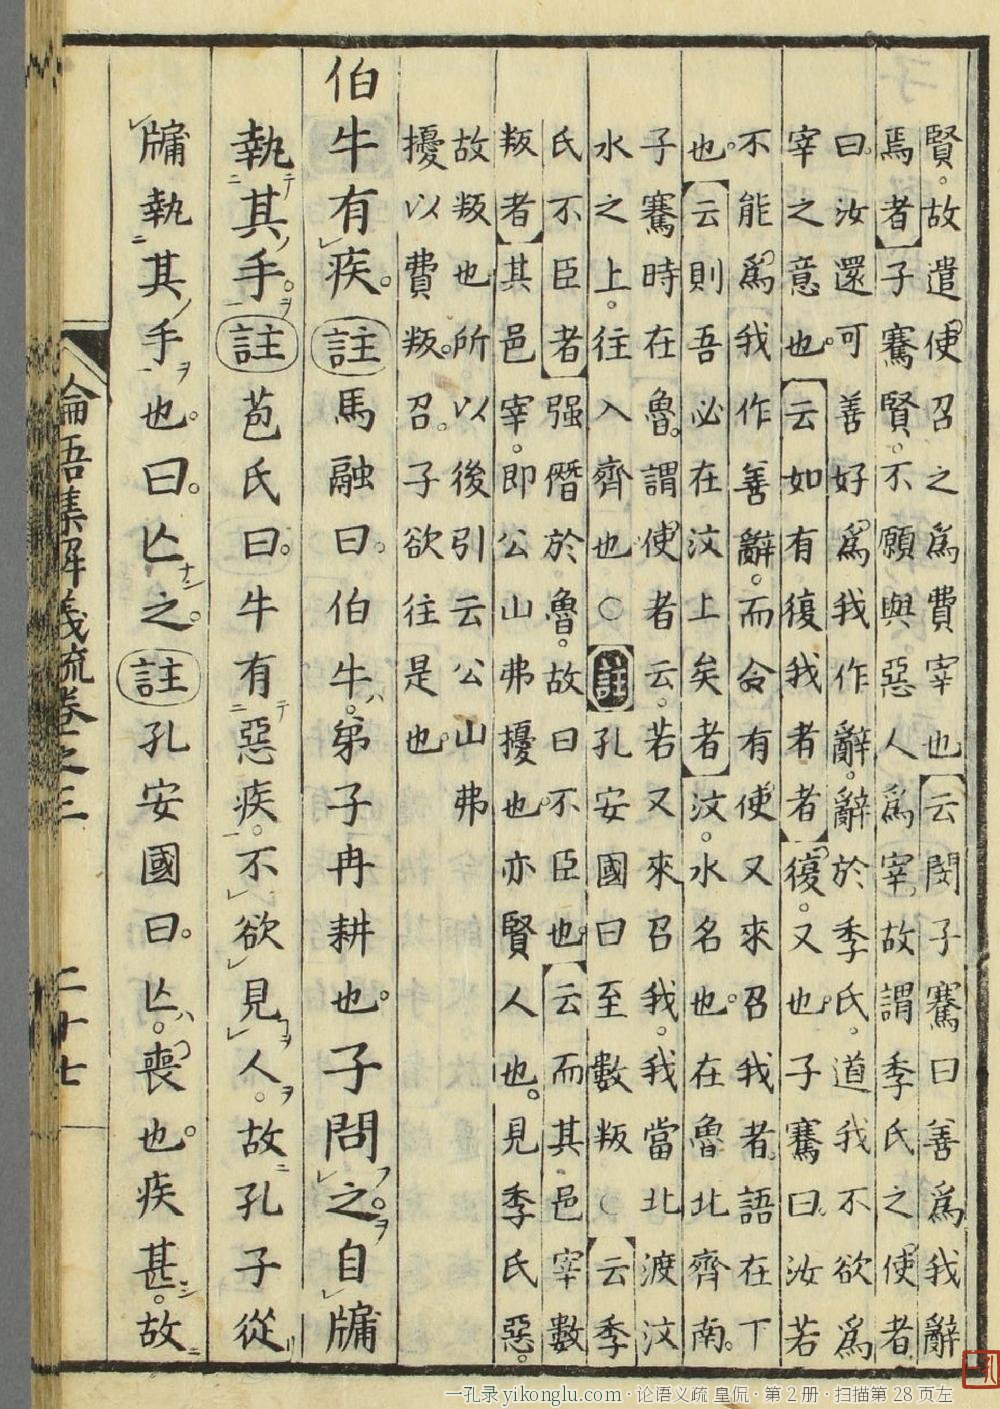 賢。故遣使召之爲費宰也【云閔子騫曰善爲我辭
焉者】子騫賢。不願與惡人爲宰。故謂季氏之使者
曰。汝還可善好爲我作辭。辭於季氏。道我不欲爲
宰之意也。【云如有復我者者】復。又也。子騫曰。汝若
不能爲我作善辭。而令有使又來召我者。語在下
也。【云則吾必在汶上矣者】汶。水名也。在魯北齊南。
子騫時在魯。謂使者云。若又來召我。我當北渡汶
水之上。往入齊也○註孔安國曰至數叛○【云季
氏不臣者】强僭於魯。故曰不臣也。【云而其邑宰數
叛者】其邑宰。即公山弗擾也。亦賢人也。見季氏惡。
故叛也。所以後引云公山弗
擾以費叛。召。子欲往是也。
伯牛有疾。註馬融曰。伯牛。弟子冉耕也。子問之。自牖
執其手。註苞氏曰。牛有惡疾。不欲見人。故孔子從
牖執其手也。曰。亾之。註孔安國曰。亾。喪也。疾甚。故
論語集解義疏卷之三 二十七
一孔录 yikonglu.com · 论语义疏 皇侃 · 第 2 册 · 扫描第 28 页左